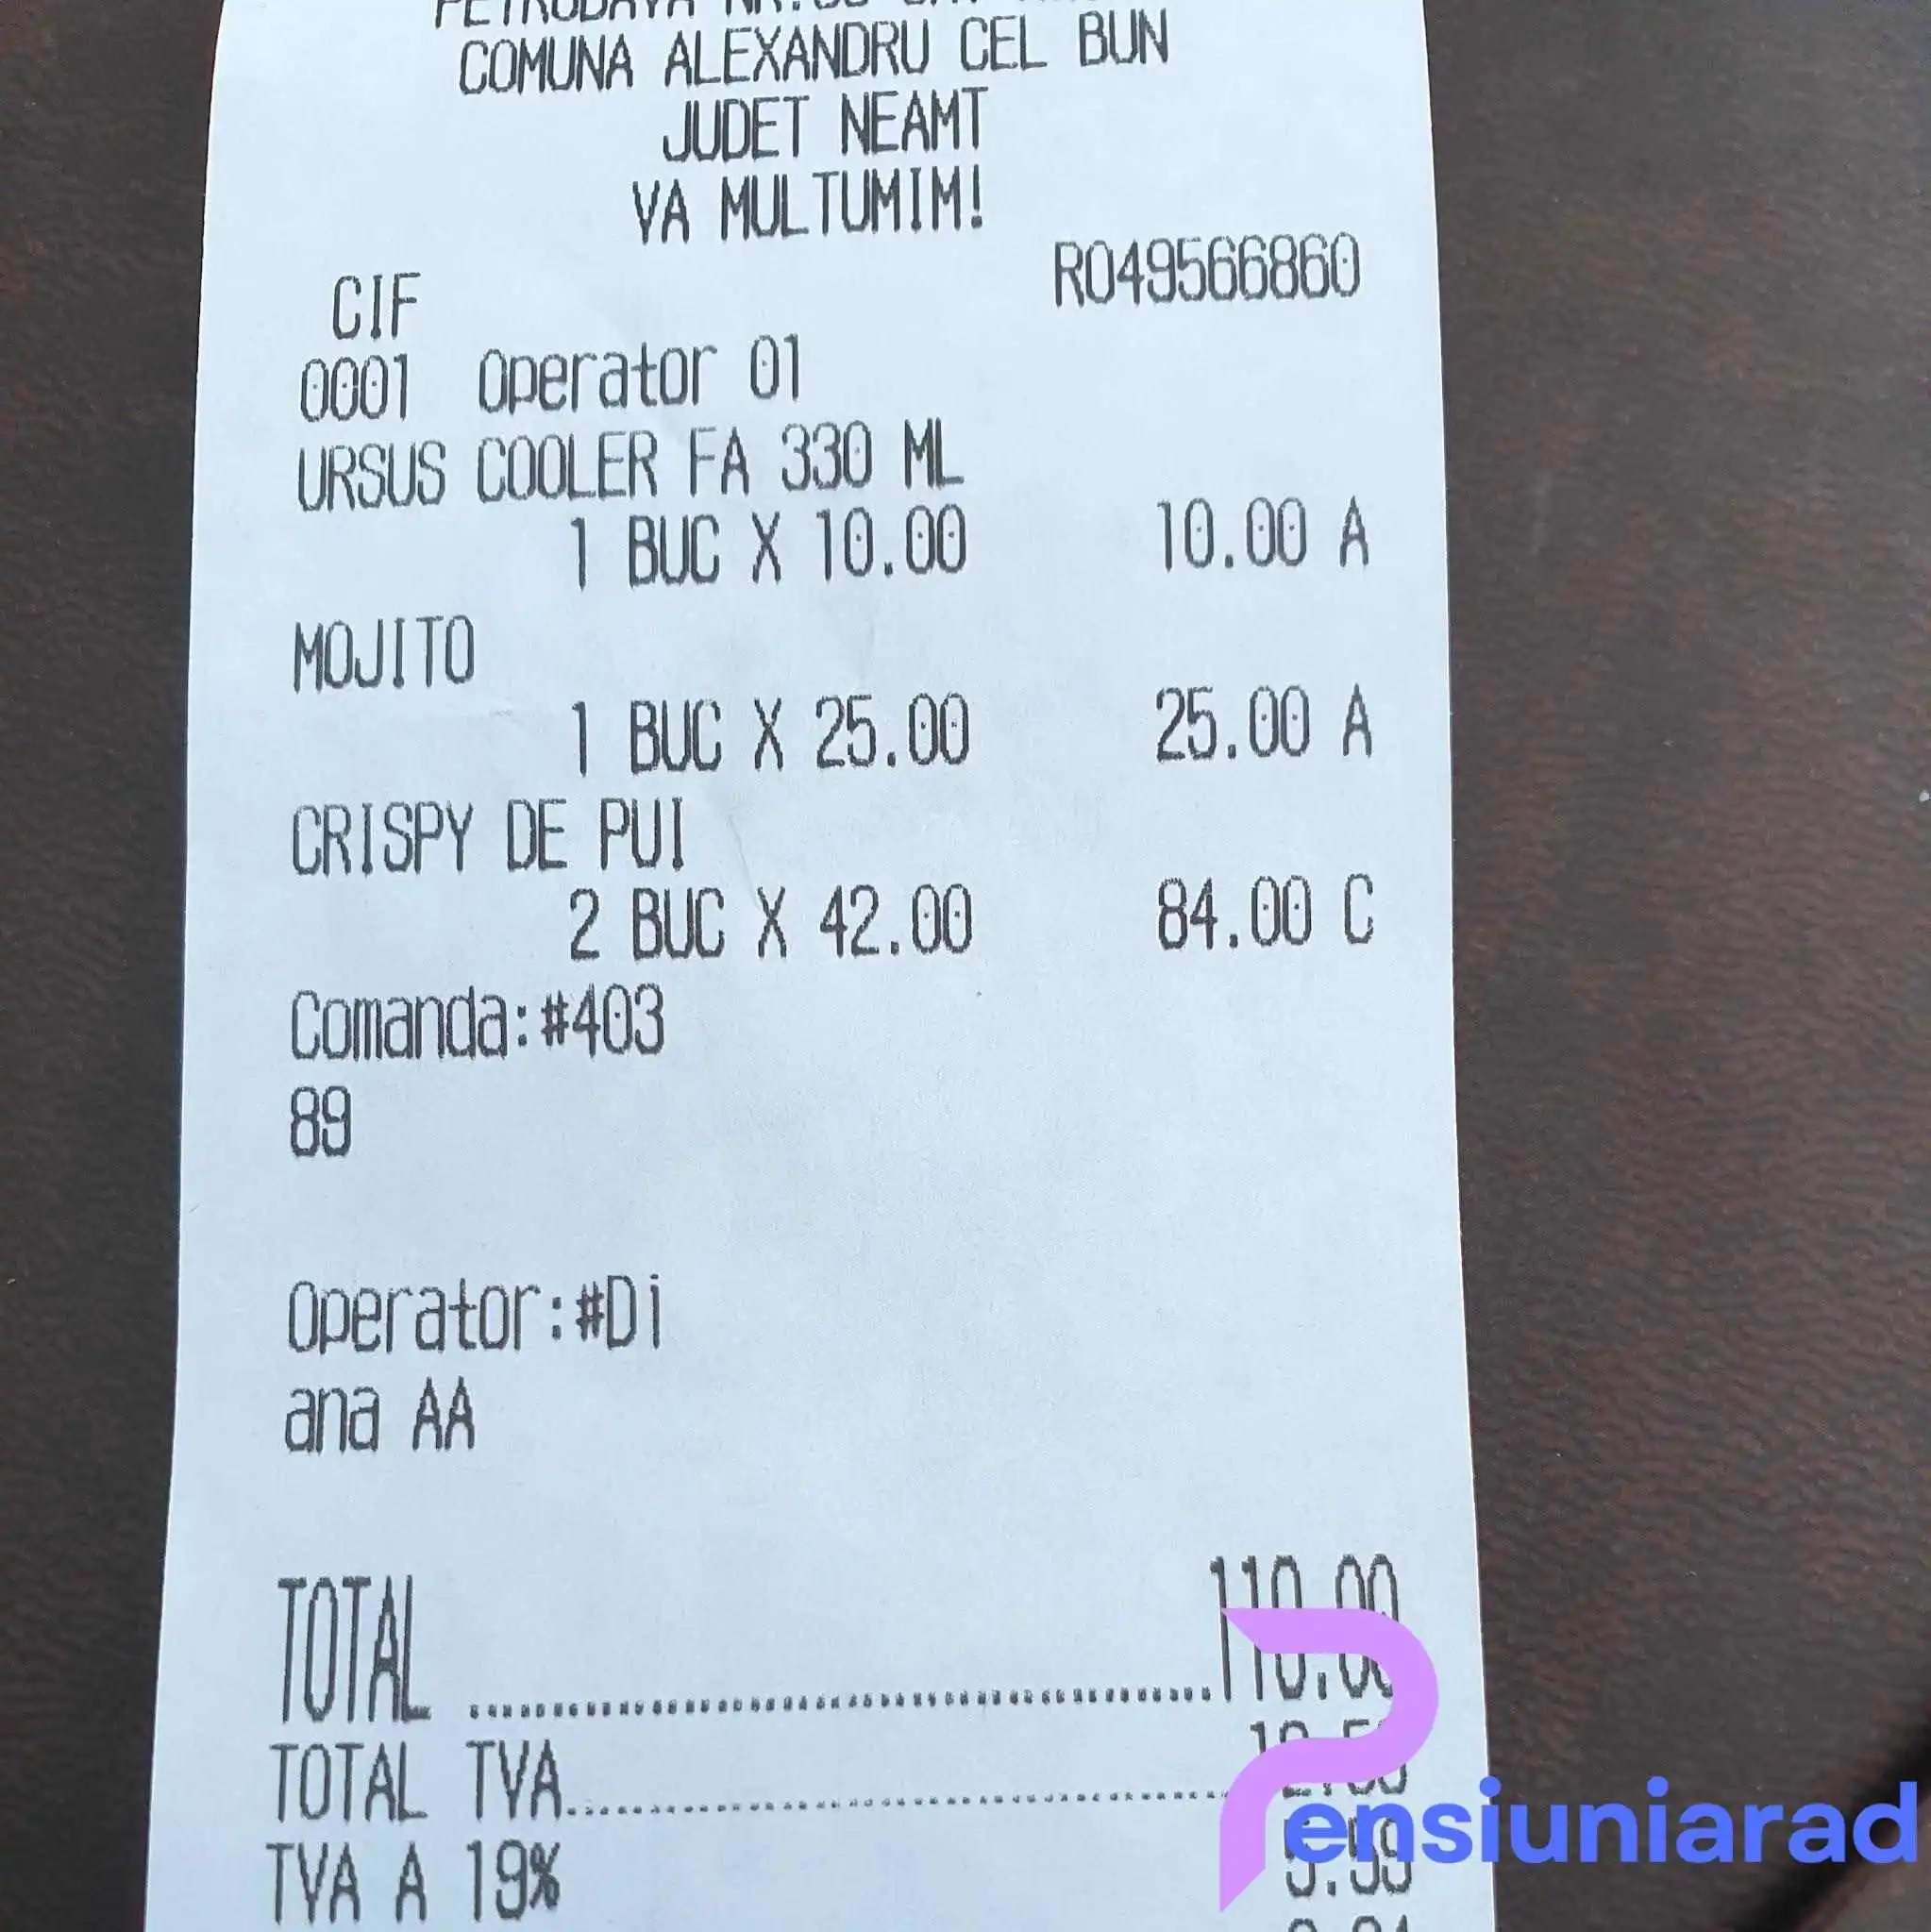 COMUNA ALEXANDRU CEL BUN
JUDET NEAMT
VA MULTUMIM!
CIF RO49566860
0001 Operator 01
URSUS COOLER FA 330 ML
1 BUC X 10.00 10.00 A
MOJITO
1 BUC X 25.00 25.00 A
CRISPY DE PUI
2 BUC X 42.00 84.00 C
Comanda:#403
89
Operator:#Di
ana AA
TOTAL
TOTAL TVA
TVA A 19%
Pensiuniarad